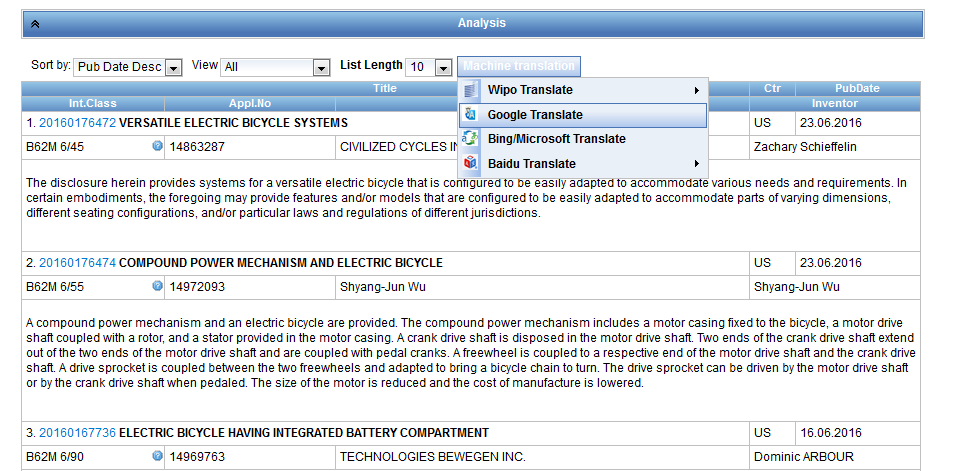 Analysis
Sort by: Pub Date Desc View All List Length 10 Machine translation
Wipo Translate
Google Translate
Bing/Microsoft Translate
Baidu Translate
Title Ctr PubDate
Int.Class Appl.No Inventor
1. 20160176472 VERSATILE ELECTRIC BICYCLE SYSTEMS US 23.06.2016
B62M 6/45 14863287 CIVILIZED CYCLES Zachary Schieffelin
The disclosure herein provides systems for a versatile electric bicycle that is configured to be easily adapted to accommodate various needs and requirements. In
certain embodiments, the foregoing may provide features and/or models that are configured to be easily adapted to accommodate parts of varying dimensions,
different seating configurations, and/or particular laws and regulations of different jurisdictions.
2. 20160176474 COMPOUND POWER MECHANISM AND ELECTRIC BICYCLE US 23.06.2016
B62M 6/55 14972093 Shyang-Jun Wu Shyang-Jun Wu
A compound power mechanism and an electric bicycle are provided. The compound power mechanism includes a motor casing fixed to the bicycle, a motor drive
shaft coupled with a rotor, and a stator provided in the motor casing. A crank drive shaft is disposed in the motor drive shaft. Two ends of the crank drive shaft extend
out of the two ends of the motor drive shaft and are coupled with pedal cranks. A freewheel is coupled to a respective end of the motor drive shaft and the crank drive
shaft. A drive sprocket is coupled between the two freewheels and adapted to bring a bicycle chain to turn. The drive sprocket can be driven by the motor drive shaft
or by the crank drive shaft when pedaled. The size of the motor is reduced and the cost of manufacture is lowered.
3. 20160167736 ELECTRIC BICYCLE HAVING INTEGRATED BATTERY COMPARTMENT US 16.06.2016
B62M 6/90 14969763 TECHNOLOGIES BEWEGEN INC. Dominic ARBOUR